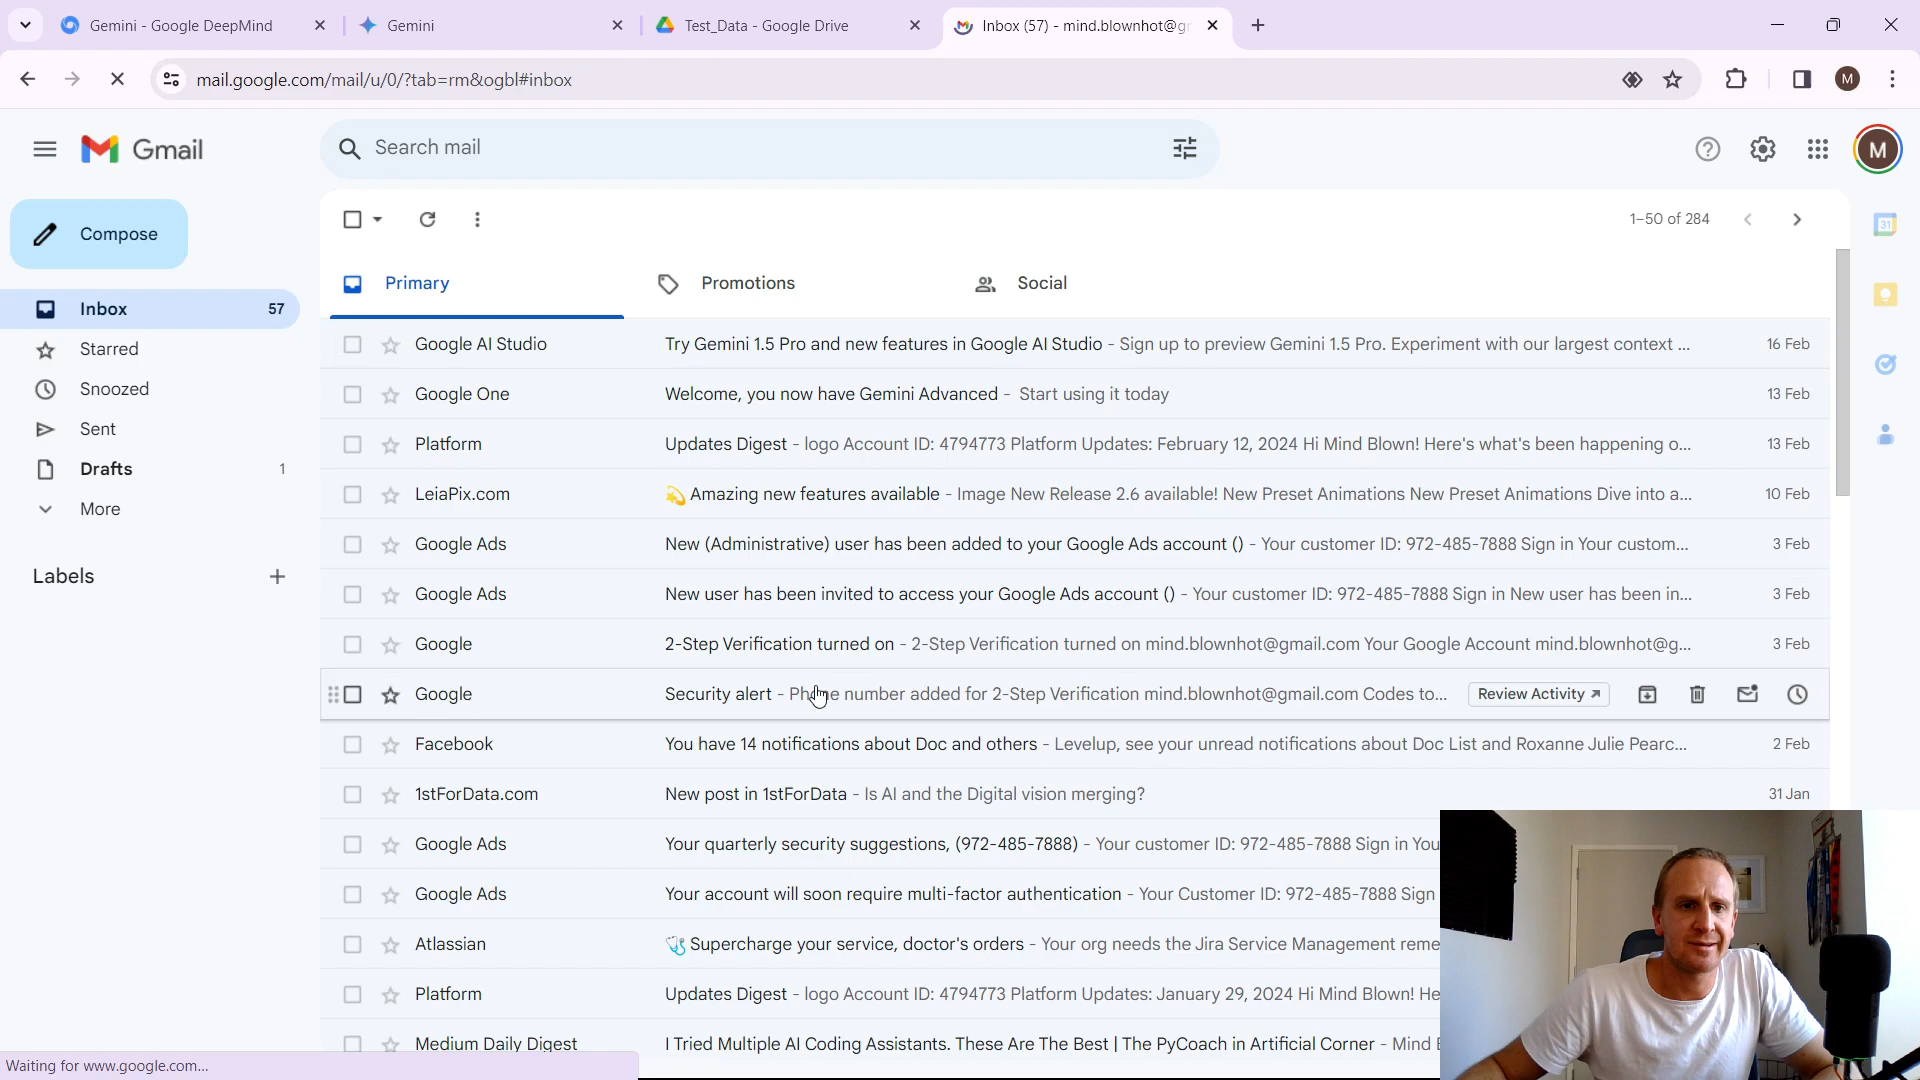 Gemini - Google DeepMind
Gemini
Test_Data - Google Drive
Inbox (57) - mind.blownhot@g
mail.google.com/mail/u/0/?tab=rm&ogbl#inbox
M
Gmail
Search mail
M
Compose
1–50 of 284
31
Primary
Promotions
Social
Inbox 57
Starred
Snoozed
Sent
Drafts 1
More
Labels
Google AI Studio Try Gemini 1.5 Pro and new features in Google AI Studio - Sign up to preview Gemini 1.5 Pro. Experiment with our largest context ... 16 Feb
Google One Welcome, you now have Gemini Advanced - Start using it today 13 Feb
Platform Updates Digest - logo Account ID: 4794773 Platform Updates: February 12, 2024 Hi Mind Blown! Here's what's been happening o... 13 Feb
LeiaPix.com 💫 Amazing new features available - Image New Release 2.6 available! New Preset Animations New Preset Animations Dive into a... 10 Feb
Google Ads New (Administrative) user has been added to your Google Ads account () - Your customer ID: 972-485-7888 Sign in Your custom... 3 Feb
Google Ads New user has been invited to access your Google Ads account () - Your customer ID: 972-485-7888 Sign in New user has been in... 3 Feb
Google 2-Step Verification turned on - 2-Step Verification turned on mind.blownhot@gmail.com Your Google Account mind.blownhot@g... 3 Feb
Google Security alert - Phone number added for 2-Step Verification mind.blownhot@gmail.com Codes to... Review Activity
Facebook You have 14 notifications about Doc and others - Levelup, see your unread notifications about Doc List and Roxanne Julie Pearc... 2 Feb
1stForData.com New post in 1stForData - Is AI and the Digital vision merging? 31 Jan
Google Ads Your quarterly security suggestions, (972-485-7888) - Your customer ID: 972-485-7888 Sign in You
Google Ads Your account will soon require multi-factor authentication - Your Customer ID: 972-485-7888 Sign
Atlassian 🩺 Supercharge your service, doctor's orders - Your org needs the Jira Service Management reme
Platform Updates Digest - logo Account ID: 4794773 Platform Updates: January 29, 2024 Hi Mind Blown! He
Medium Daily Digest I Tried Multiple AI Coding Assistants. These Are The Best | The PyCoach in Artificial Corner - Mind
Waiting for www.google.com...